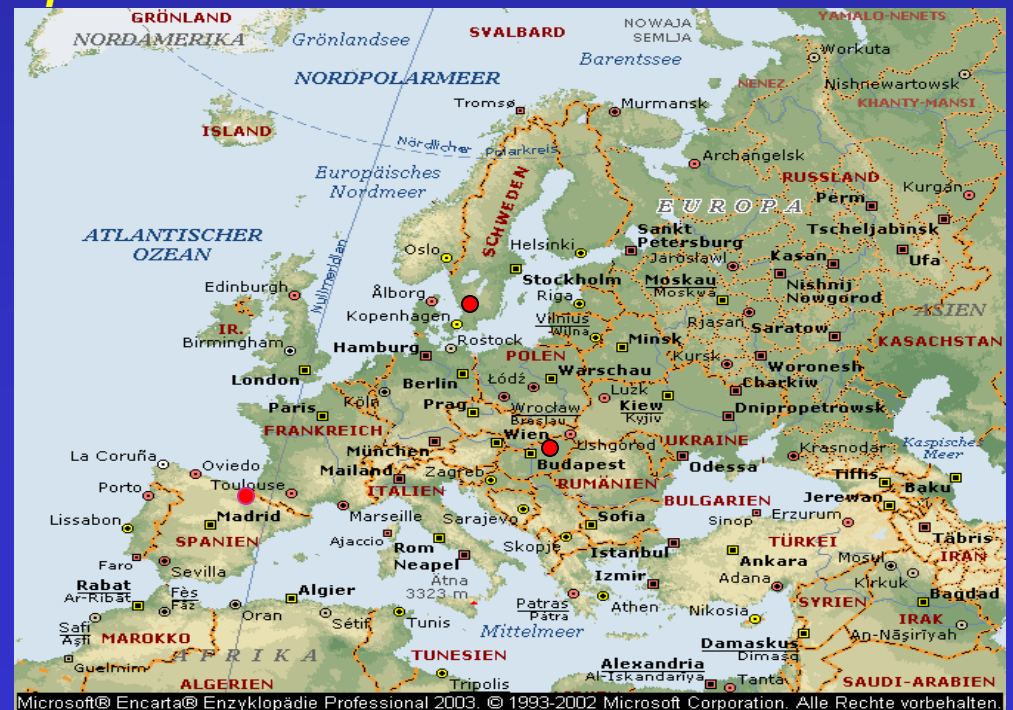 GRÖNLAND
NORDAMERIKA
Grönlandsee
SVALBARD
NOWAJA
SEMLJA
YAMALO-NENETS
Barentssee
Workuta
NORDPOLARMEER
NENEZ
Nishnewartowsk
KHANTY-MANSI
Tromsø
Murmansk
ISLAND
Nördlicher Polarkreis
Archangelsk
Europäisches
Nordmeer
RUSSLAND
Kurgan
SCHWEDEN
EUROPA
Perm
Tscheljabinsk
ATLANTISCHER
OZEAN
Nullmeridian
Oslo
Helsinki
Sankt
Petersburg
Jaroslawl
Kasan
Ufa
Stockholm
Moskau
Moskva
Nishnij
Nowgorod
Edinburgh
Ålborg
Riga
ASIEN
Kopenhagen
Vilnius
Wilna
Rjasan
Saratow
IR.
Birmingham
Hamburg
Rostock
Minsk
KASACHSTAN
POLEN
Kursk
Woronesh
London
Berlin
Łódź
Warschau
Luzk
Charkiw
Paris
Köln
Prag
Wrocław
Breslau
Kiew
Kyjiv
Dnipropetrowsk
FRANKREICH
Wien
Ushgorod
UKRAINE
Krasnodar
Kaspisches
Meer
La Coruña
München
Budapest
Odessa
Oviedo
Mailand
Zagreb
RUMÄNIEN
Tiflis
Baku
Porto
Toulouse
ITALIEN
BULGARIEN
Jerewan
Lissabon
Madrid
Marseille
Sarajevo
Sofia
Sinop
Erzurum
Täbris
SPANIEN
Ajaccio
Rom
Skopje
Istanbul
TÜRKEI
Mosul
IRAN
Faro
Sevilla
Neapel
Ankara
Rabat
Ar-Ribāt
Fès
Fāz
Algier
Ätna
3323 m
Izmir
Adana
Kirkuk
Bagdad
Oran
Sétif
Tunis
Patras
Pátra
Athen
Nikosia
SYRIEN
Safi
Asfi
IRAK
MAROKKO
Mittelmeer
Damaskus
Dimasq
An-Nāşirīyah
Guelmim
AFRIKA
TUNESIEN
Alexandria
Al-Iskandarīya
Tanta
SAUDI-ARABIEN
ALGERIEN
Tripolis
Microsoft® Encarta® Enzyklopädie Professional 2003. © 1993-2002 Microsoft Corporation. Alle Rechte vorbehalten.